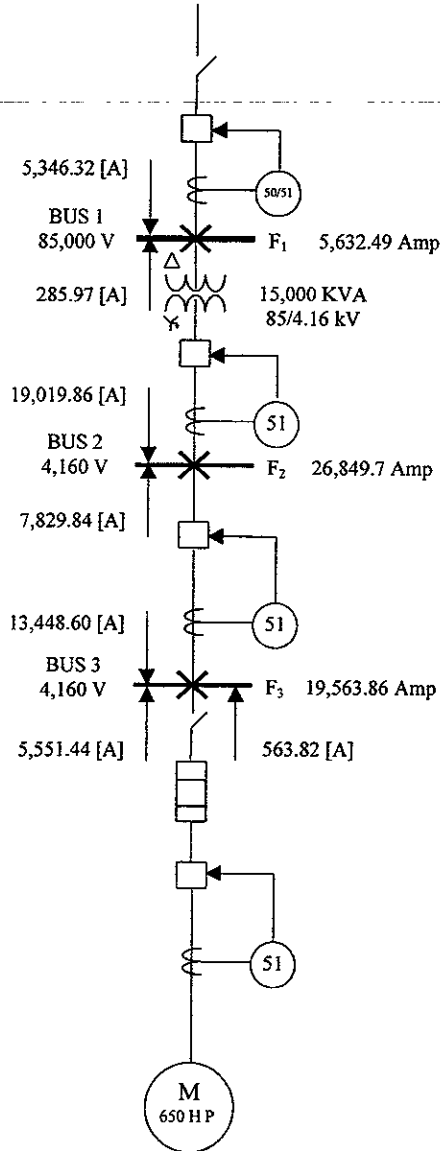 50/51
5,346.32 [A]
BUS 1
85,000 V
F₁ 5,632.49 Amp
Δ
285.97 [A]
Y
15,000 KVA
85/4.16 kV
19,019.86 [A]
51
BUS 2
4,160 V
F₂ 26,849.7 Amp
7,829.84 [A]
13,448.60 [A]
51
BUS 3
4,160 V
F₃ 19,563.86 Amp
5,551.44 [A]
563.82 [A]
51
M
650 HP